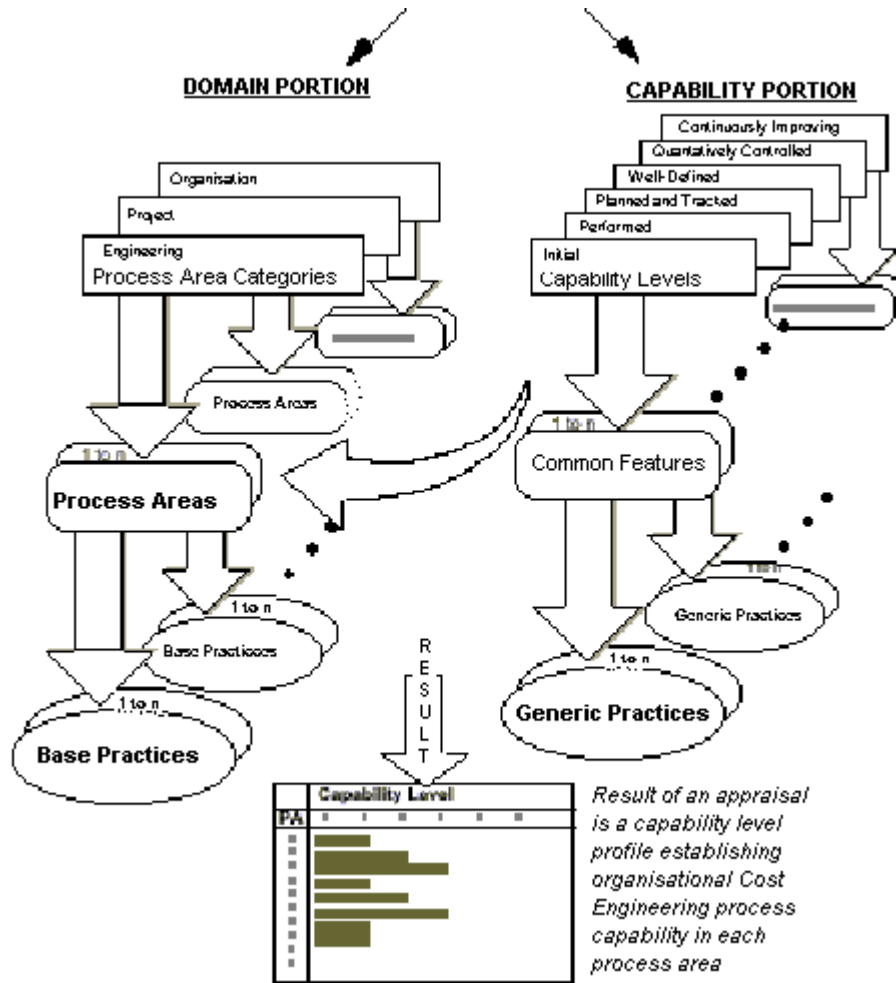 DOMAIN PORTION
CAPABILITY PORTION
Organisation
Project
Engineering
Process Area Categories
Continuously Improving
Quantatively Controlled
Well-Defined
Planned and Tracked
Performed
Initial
Capability Levels
Process Areas
1 to n
Process Areas
1 to n
Common Features
1 to n
Base Practices
1 to n
Base Practices
1 to n
Generic Practices
1 to n
Generic Practices
RESULT
Capability Level
PA
Result of an appraisal
is a capability level
profile establishing
organisational Cost
Engineering process
capability in each
process area